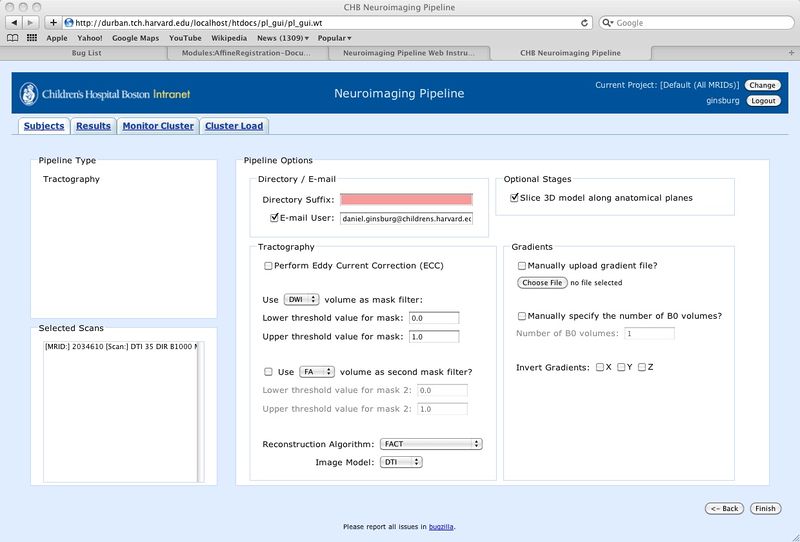 CHB Neuroimaging Pipeline
http://durban.tch.harvard.edu/localhost/htdocs/pl_gui/pl_gui.wt
Google
Apple Yahoo! Google Maps YouTube Wikipedia News (1309) Popular
Bug List Modules:AffineRegistration-Docu... Neuroimaging Pipeline Web Instru... CHB Neuroimaging Pipeline
Children's Hospital Boston Intranet
Neuroimaging Pipeline
Current Project: [Default (All MRIDs)] Change
ginsburg Logout
Subjects Results Monitor Cluster Cluster Load
Pipeline Type
Tractography
Selected Scans
[MRID:] 2034610 [Scan:] DTI 35 DIR B1000
Pipeline Options
Directory / E-mail
Directory Suffix:
E-mail User: daniel.ginsburg@childrens.harvard.ec
Optional Stages
Slice 3D model along anatomical planes
Tractography
Perform Eddy Current Correction (ECC)
Use DWI volume as mask filter:
Lower threshold value for mask: 0.0
Upper threshold value for mask: 1.0
Use FA volume as second mask filter?
Lower threshold value for mask 2: 0.0
Upper threshold value for mask 2: 1.0
Reconstruction Algorithm: FACT
Image Model: DTI
Gradients
Manually upload gradient file?
Choose File no file selected
Manually specify the number of B0 volumes?
Number of B0 volumes: 1
Invert Gradients: X Y Z
<- Back Finish
Please report all issues in bugzilla.